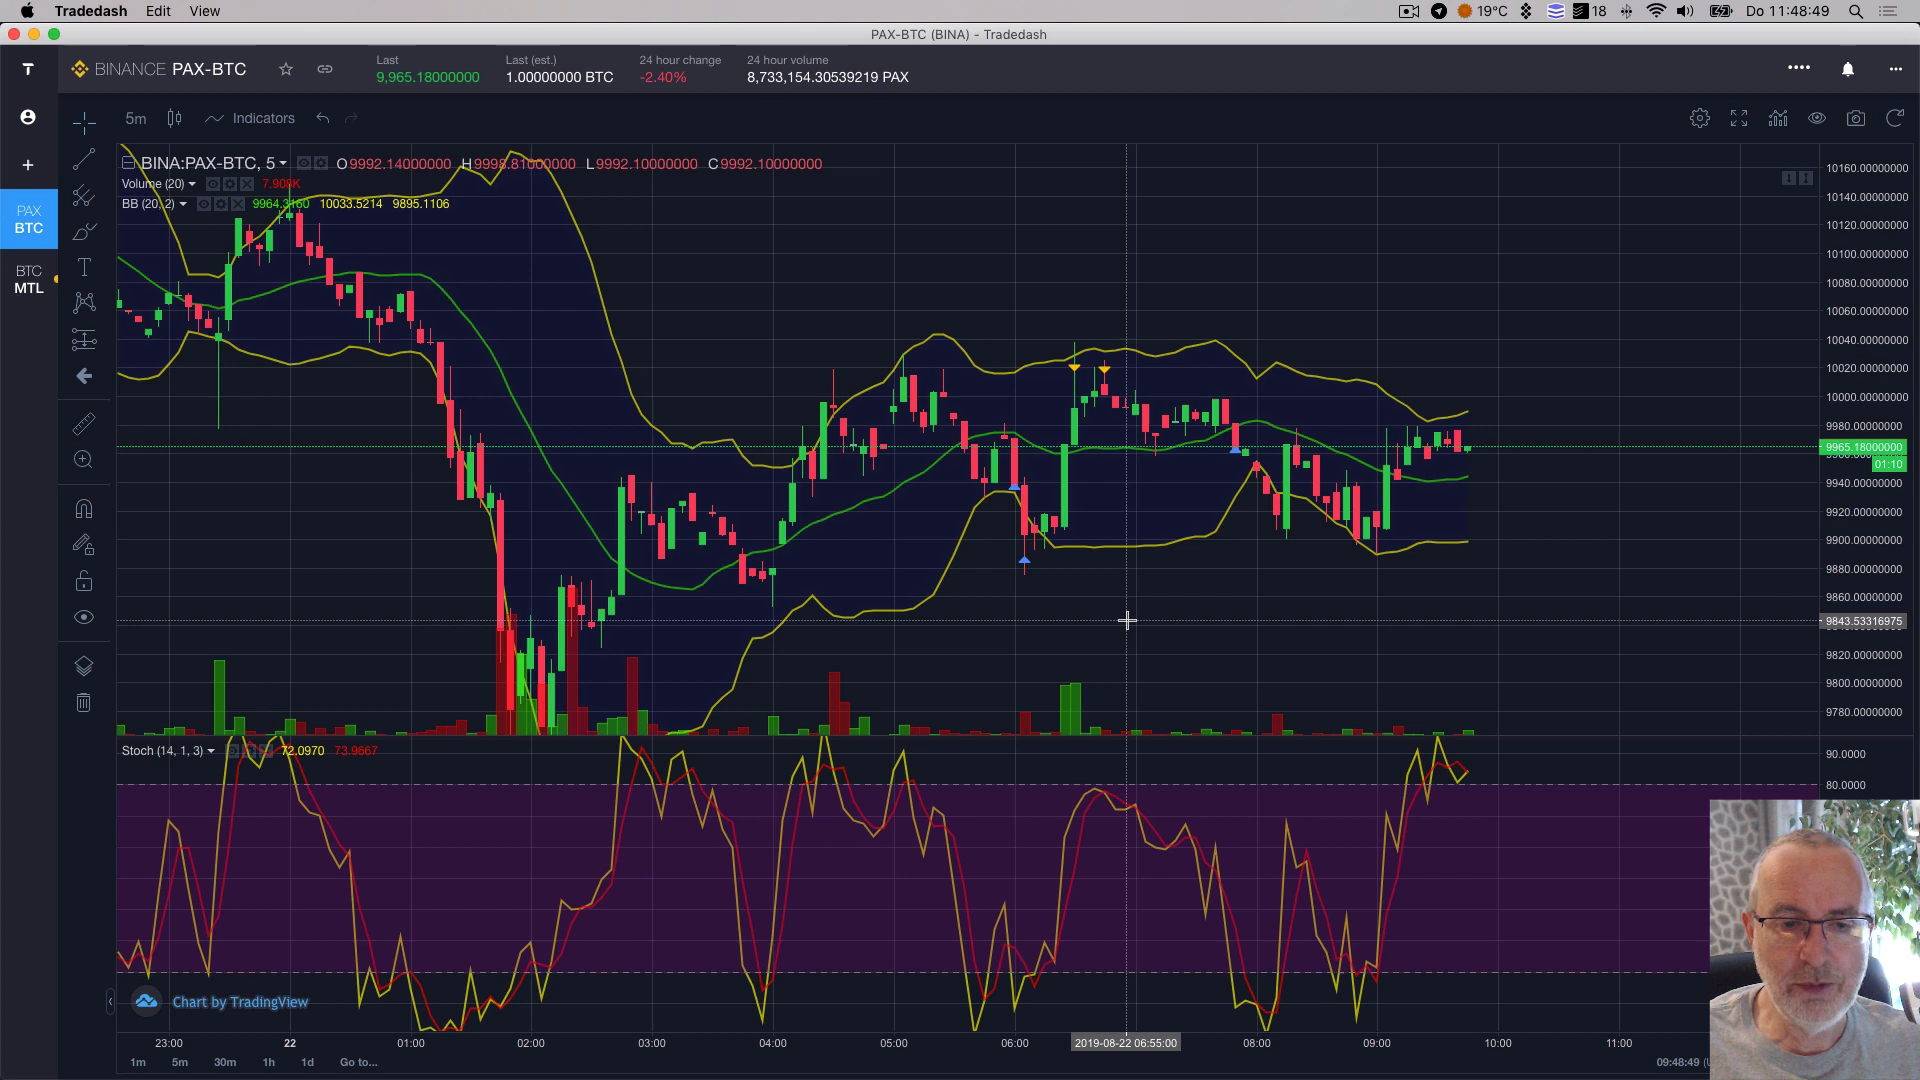 Tradedash Edit View 19°C 18 Do 11:48:49
PAX-BTC (BINA) - Tradedash
BINANCE PAX-BTC
Last
9,965.18000000
Last (est.)
1.00000000 BTC
24 hour change
-2.40%
24 hour volume
8,733,154.30539219 PAX
PAX
BTC
BTC
MTL
5m Indicators
BINA:PAX-BTC, 5 O9992.14000000 H9998.81000000 L9992.10000000 C9992.10000000
Volume (20) 7.908K
BB (20, 2) 9964.3160 10033.5214 9895.1106
10160.00000000
10140.00000000
10120.00000000
10100.00000000
10080.00000000
10060.00000000
10040.00000000
10020.00000000
10000.00000000
9980.00000000
9965.18000000
01:10
9940.00000000
9920.00000000
9900.00000000
9880.00000000
9860.00000000
9843.53316975
9820.00000000
9800.00000000
9780.00000000
Stoch (14, 1, 3) 72.0970 73.9667
90.0000
80.0000
Chart by TradingView
23:00 22 01:00 02:00 03:00 04:00 05:00 06:00 2019-08-22 06:55:00 08:00 09:00 10:00 11:00
1m 5m 30m 1h 1d Go to... 09:48:49